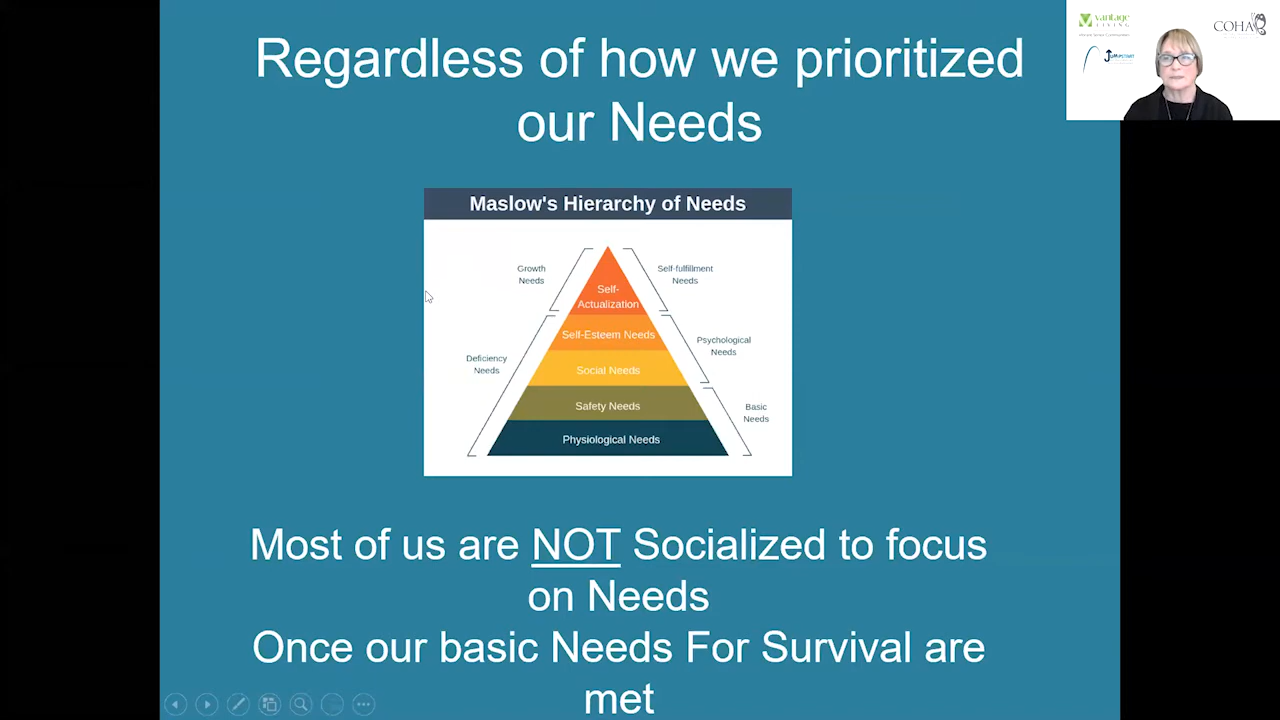 Regardless of how we prioritized
our Needs
vantage
LIVING
COHA
Maslow's Hierarchy of Needs
Growth
Needs
Self-fulfillment
Needs
Self-
Actualization
Self-Esteem Needs
Psychological
Needs
Deficiency
Needs
Social Needs
Safety Needs
Basic
Needs
Physiological Needs
Most of us are NOT Socialized to focus
on Needs
Once our basic Needs For Survival are
met